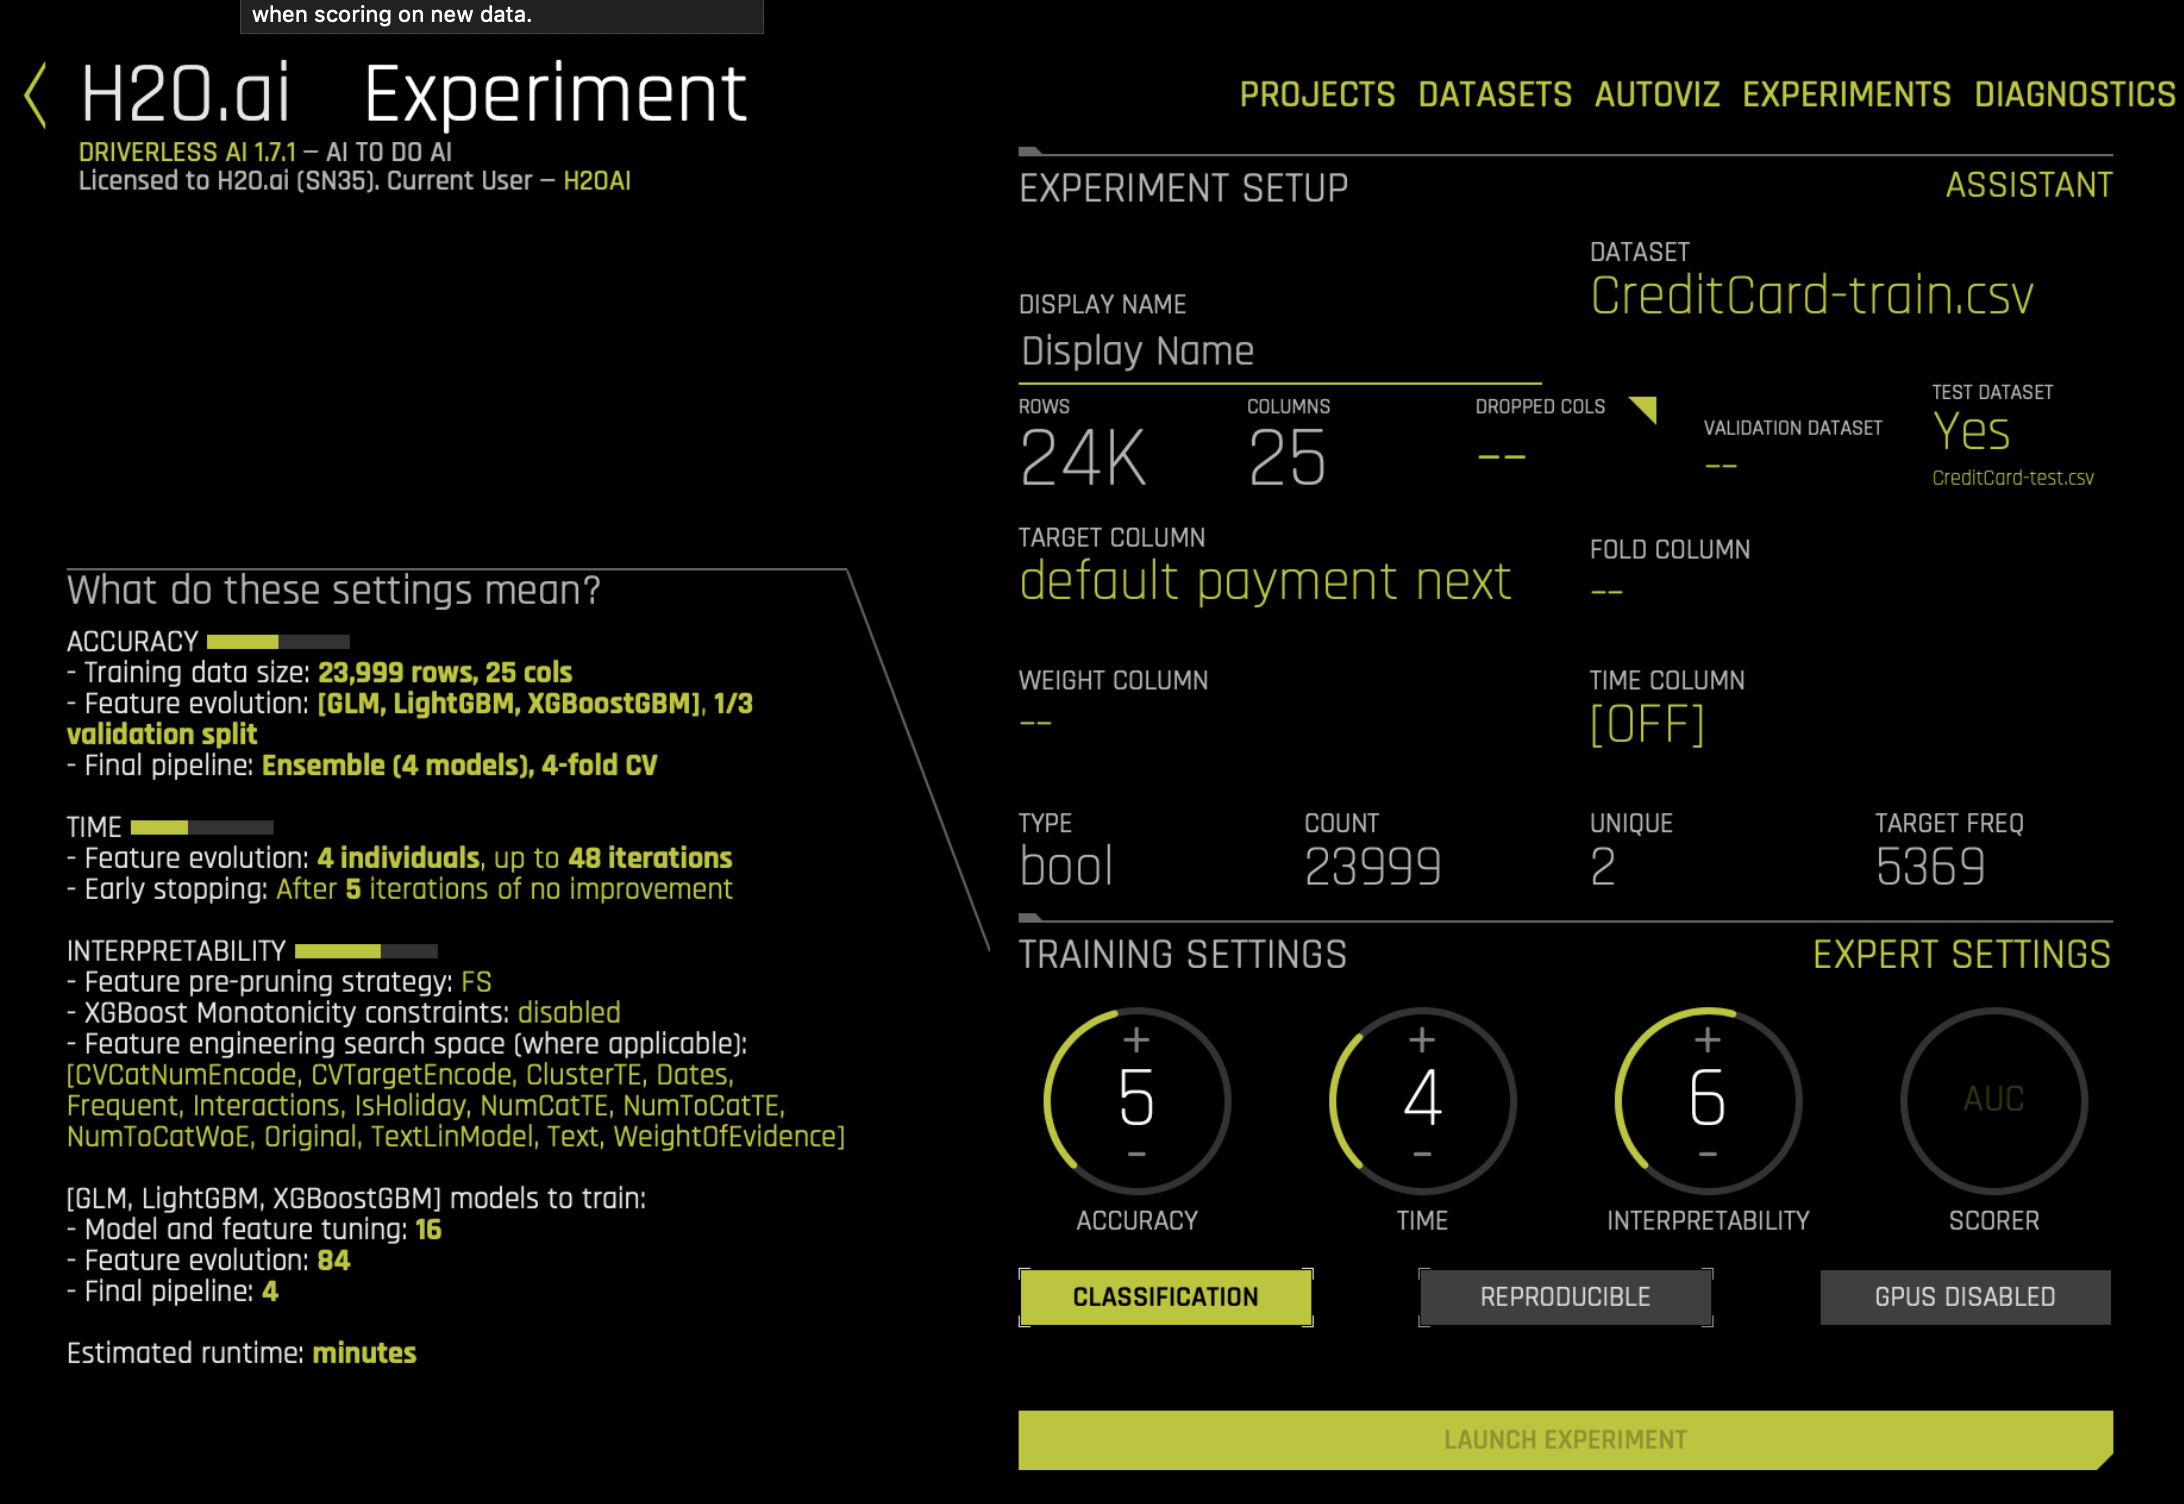 when scoring on new data.
H2O.ai Experiment
DRIVERLESS AI 1.7.1 – AI TO DO AI
Licensed to H2O.ai (SN35). Current User – H2OAI
PROJECTS DATASETS AUTOVIZ EXPERIMENTS DIAGNOSTICS
What do these settings mean?
ACCURACY
- Training data size: 23,999 rows, 25 cols
- Feature evolution: [GLM, LightGBM, XGBoostGBM], 1/3
validation split
- Final pipeline: Ensemble (4 models), 4-fold CV
TIME
- Feature evolution: 4 individuals, up to 48 iterations
- Early stopping: After 5 iterations of no improvement
INTERPRETABILITY
- Feature pre-pruning strategy: FS
- XGBoost Monotonicity constraints: disabled
- Feature engineering search space (where applicable):
[CVCatNumEncode, CVTargetEncode, ClusterTE, Dates,
Frequent, Interactions, IsHoliday, NumCatTE, NumToCatTE,
NumToCatWoE, Original, TextLinModel, Text, WeightOfEvidence]
[GLM, LightGBM, XGBoostGBM] models to train:
- Model and feature tuning: 16
- Feature evolution: 84
- Final pipeline: 4
Estimated runtime: minutes
EXPERIMENT SETUP
ASSISTANT
DISPLAY NAME
Display Name
DATASET
CreditCard-train.csv
ROWS
24K
COLUMNS
25
DROPPED COLS
--
VALIDATION DATASET
--
TEST DATASET
Yes
CreditCard-test.csv
TARGET COLUMN
default payment next
FOLD COLUMN
--
WEIGHT COLUMN
--
TIME COLUMN
[OFF]
TYPE
bool
COUNT
23999
UNIQUE
2
TARGET FREQ
5369
TRAINING SETTINGS
EXPERT SETTINGS
+
5
-
ACCURACY
+
4
-
TIME
+
6
-
INTERPRETABILITY
AUC
SCORER
CLASSIFICATION
REPRODUCIBLE
GPUS DISABLED
LAUNCH EXPERIMENT